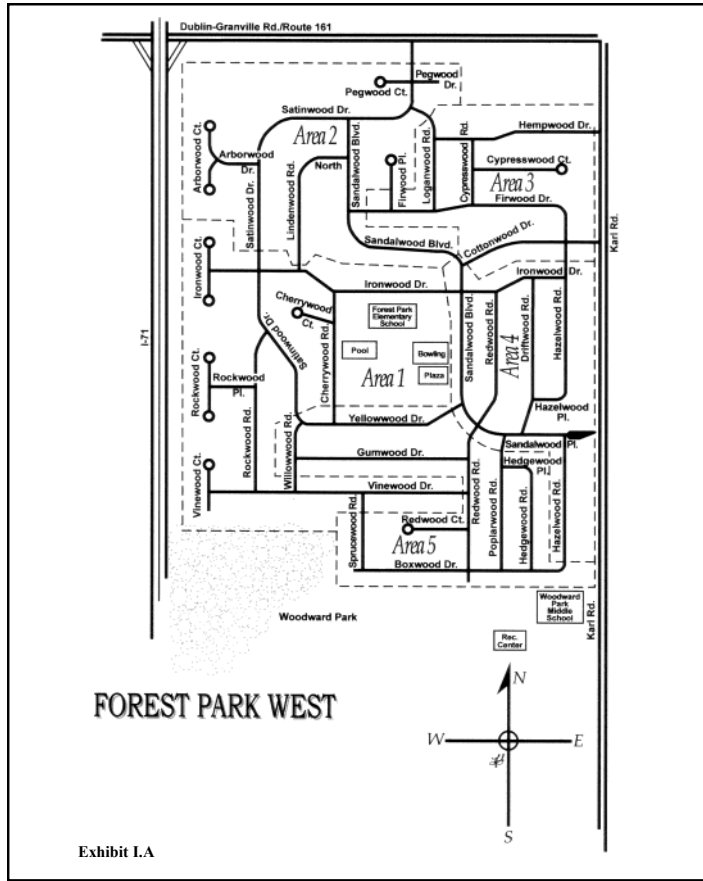 Dublin-Granville Rd./Route 161
Pegwood
Dr.
Pegwood Ct.
Satinwood Dr.
Area 2
Hempwood Dr.
Arborwood Ct.
Arborwood
Dr.
Lindenwood Rd.
North
Sandalwood Blvd.
Firwood Pl.
Loganwood Rd.
Cypresswood Rd.
Cypresswood Ct.
Area 3
Firwood Dr.
Satinwood Dr.
Karl Rd.
Sandalwood Blvd.
Cottonwood Dr.
Ironwood Ct.
Ironwood Dr.
Ironwood Dr.
Cherrywood
Ct.
Forest Park
Elementary
School
I-71
Satinwood Dr.
Cherrywood Rd.
Pool
Bowling
Plaza
Area 1
Sandalwood Blvd.
Redwood Rd.
Area 4
Driftwood Rd.
Hazelwood Rd.
Rockwood Ct.
Rockwood
Pl.
Hazelwood
Pl.
Rockwood Rd.
Willowwood Rd.
Yellowwood Dr.
Sandalwood Pl.
Gumwood Dr.
Hedgewood
Pl.
Vinewood Ct.
Vinewood Dr.
Redwood Rd.
Poplarwood Rd.
Hedgewood Rd.
Hazelwood Rd.
Sprucewood Rd.
Redwood Ct.
Area 5
Boxwood Dr.
Woodward Park
Woodward
Park
Middle
School
Karl Rd.
Rec.
Center
FOREST PARK WEST
N
W
E
S
Exhibit I.A